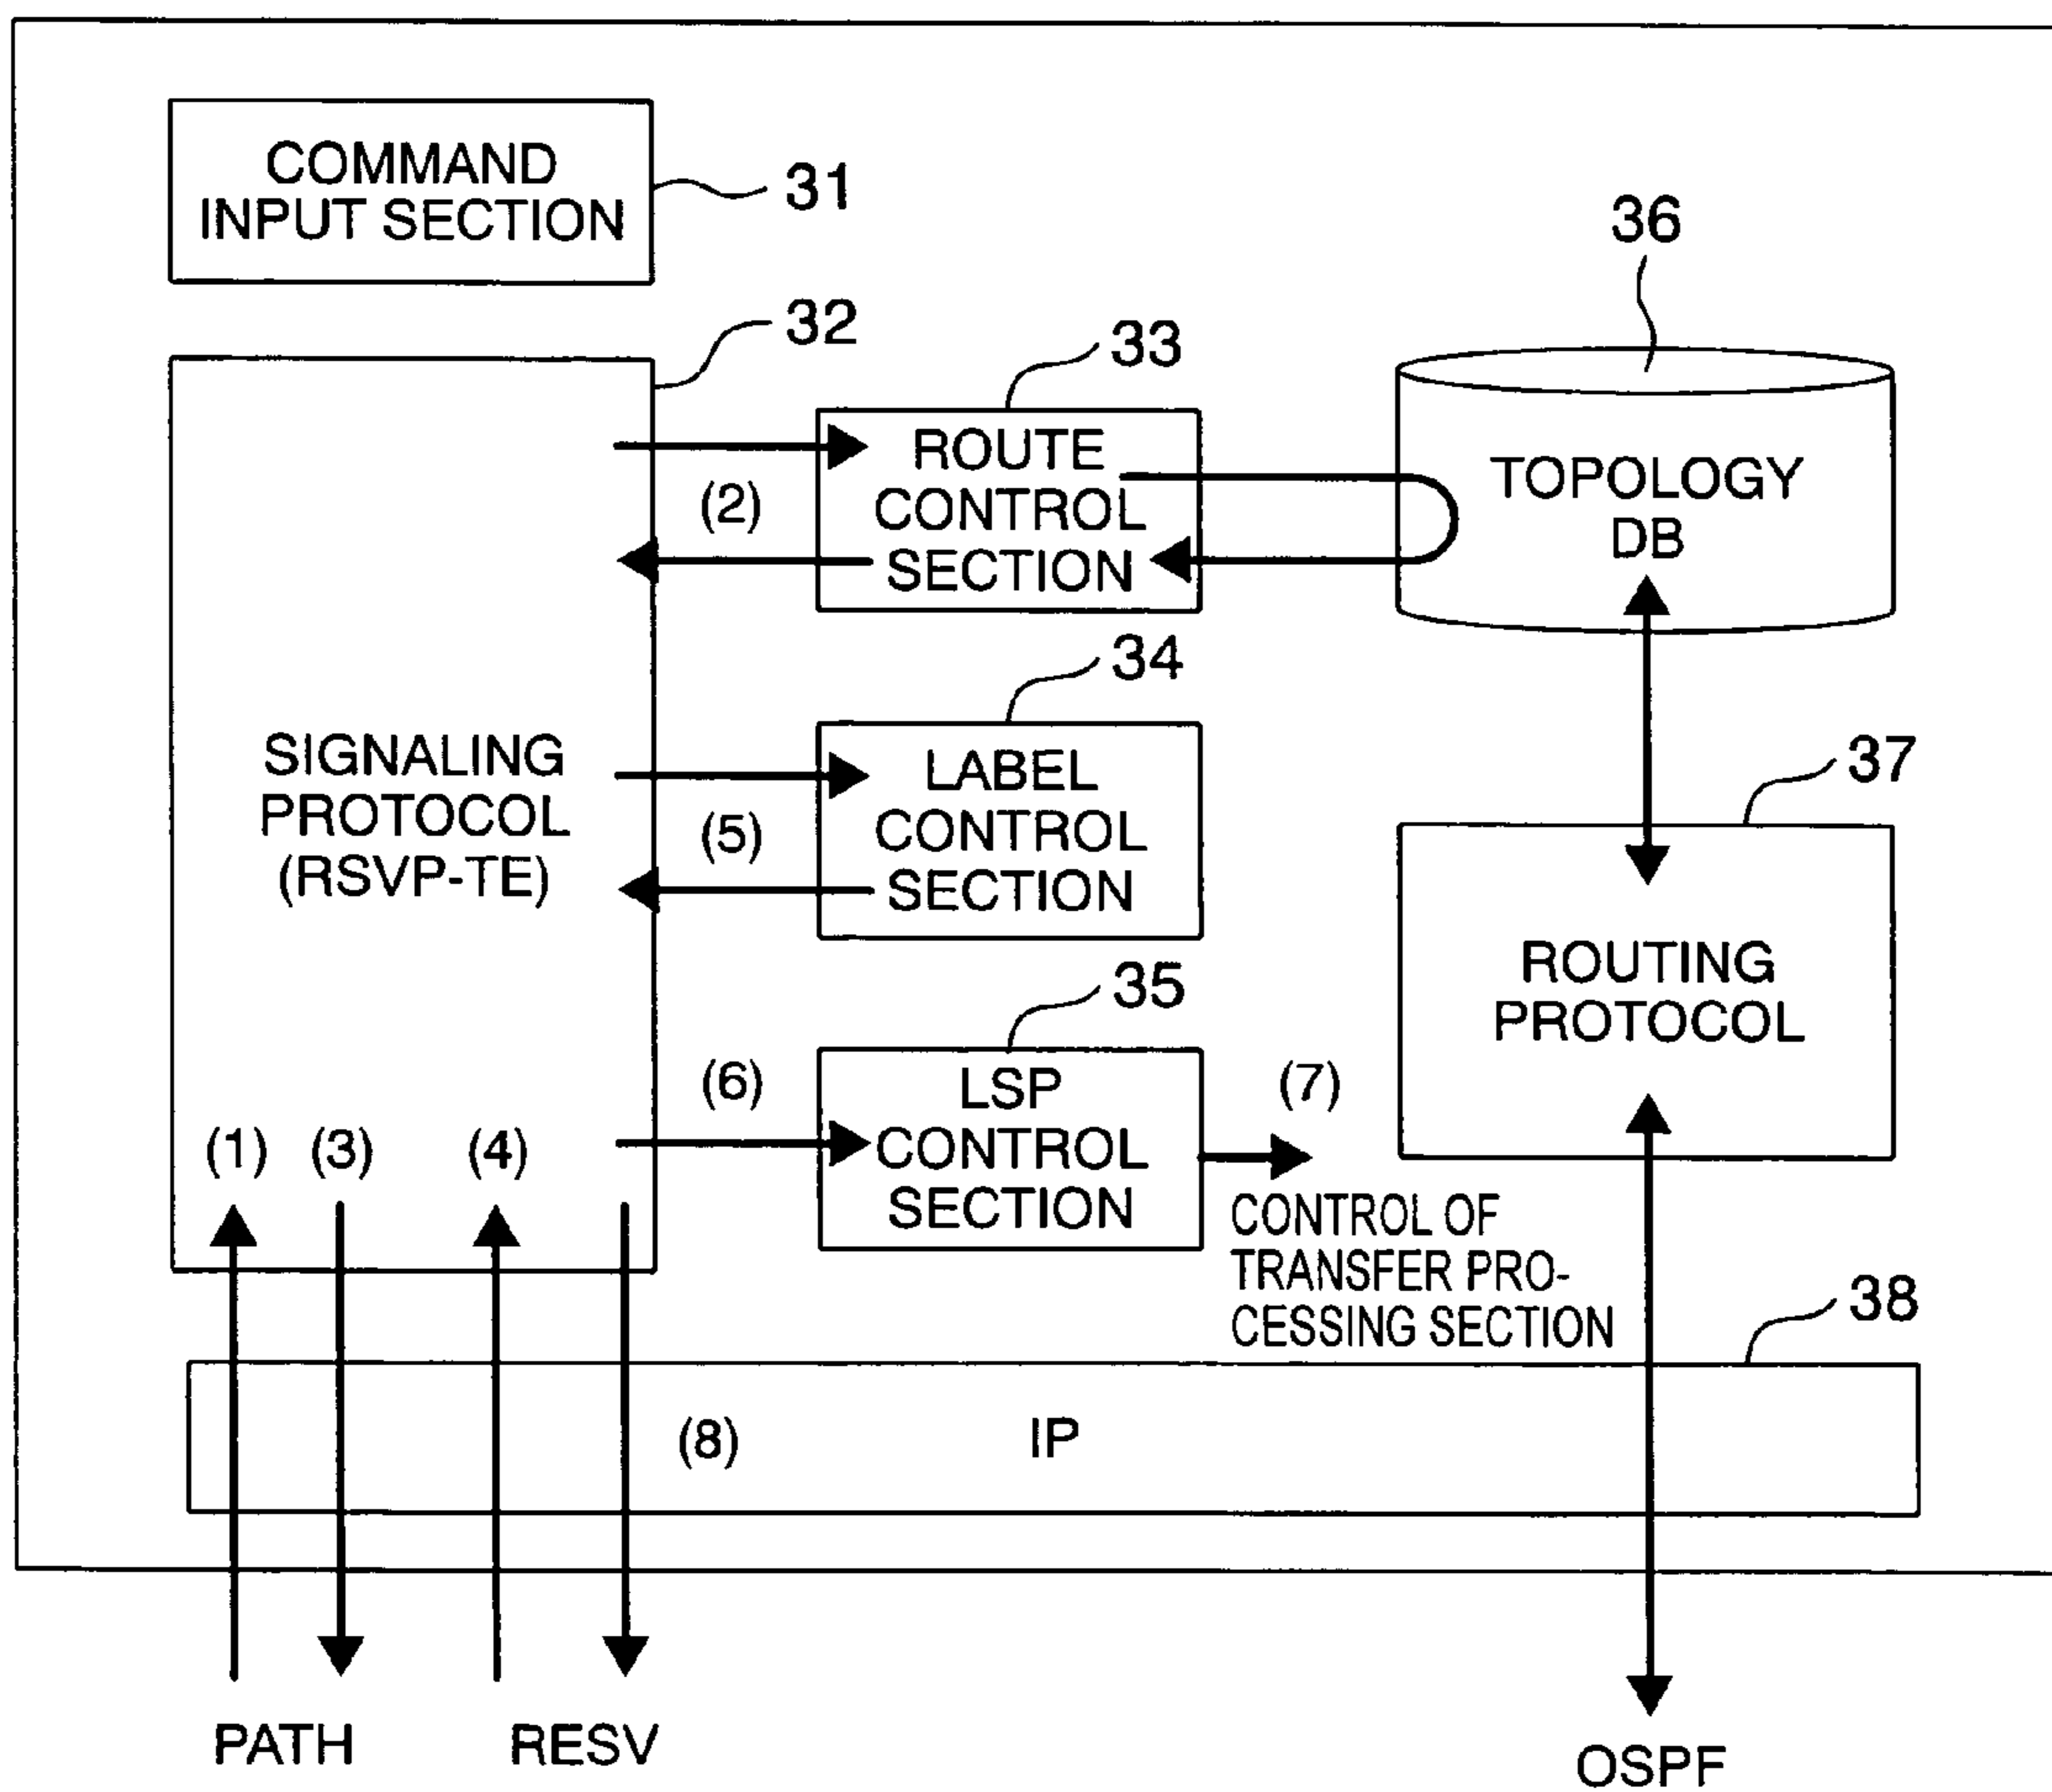 COMMAND
INPUT SECTION
31
36
32
33
ROUTE
CONTROL
SECTION
(2)
TOPOLOGY
DB
34
SIGNALING
PROTOCOL
(RSVP-TE)
LABEL
CONTROL
SECTION
(5)
37
ROUTING
PROTOCOL
35
(6)
LSP
CONTROL
SECTION
(7)
(1) (3) (4)
CONTROL OF
TRANSFER PRO-
CESSING SECTION
38
(8)
IP
PATH
RESV
OSPF